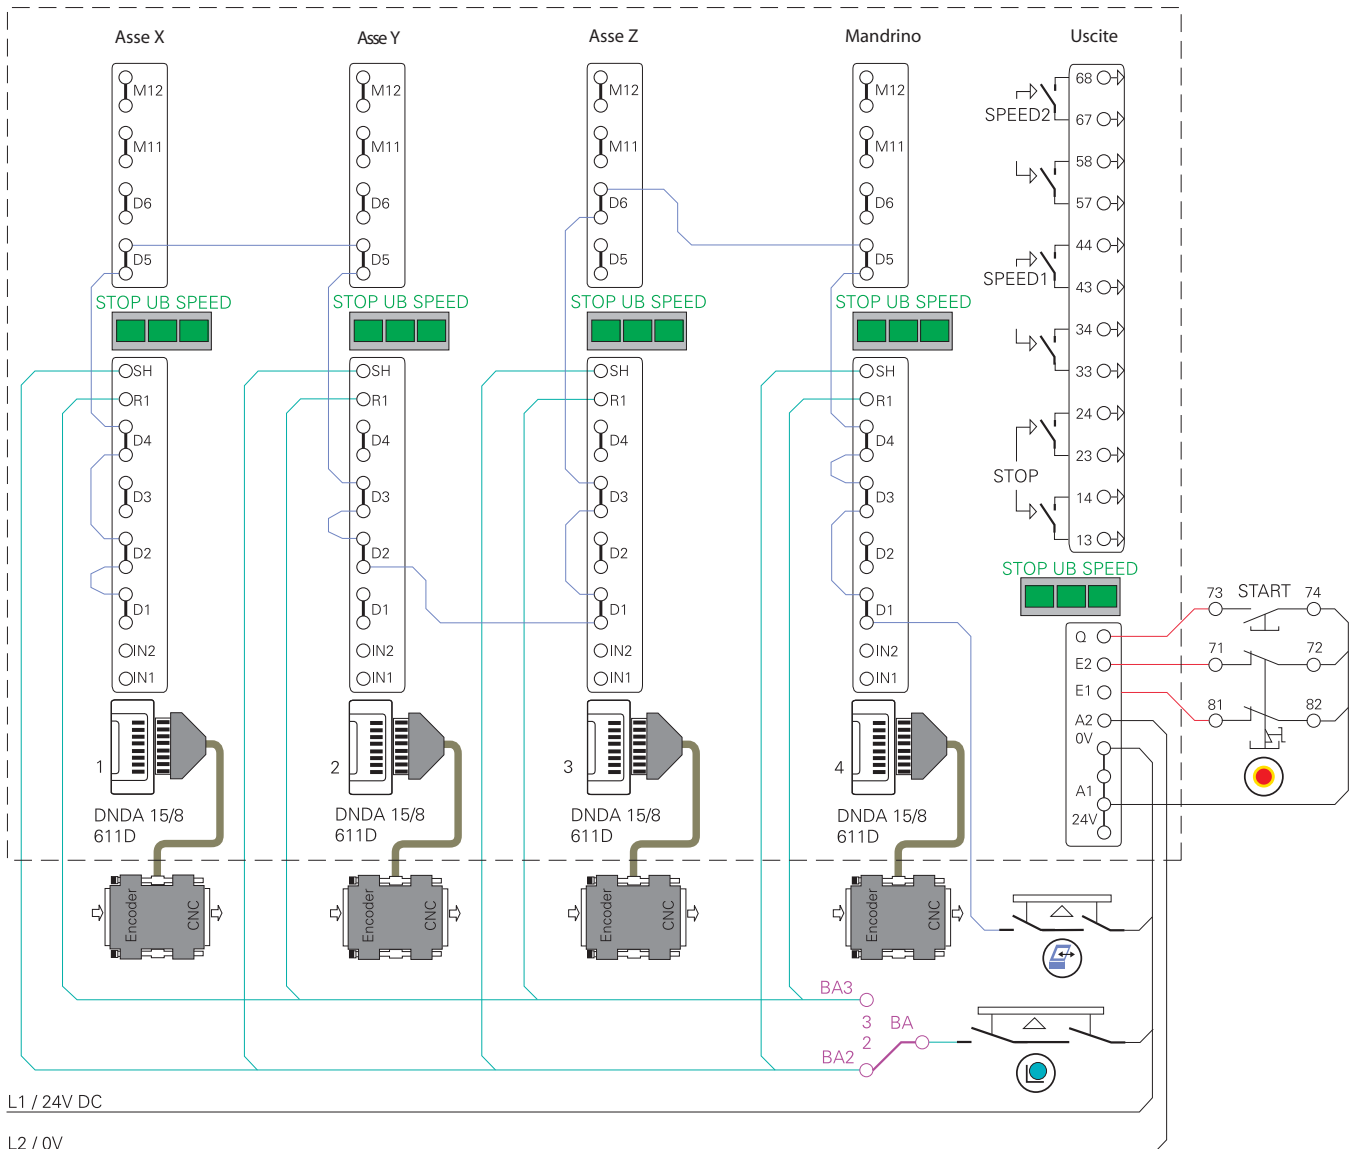 Asse X
M12
M11
D6
D5
STOP UB SPEED
SH
R1
D4
D3
D2
D1
IN2
IN1
1
DNDA 15/8
611D
Encoder
CNC
Asse Y
M12
M11
D6
D5
STOP UB SPEED
SH
R1
D4
D3
D2
D1
IN2
IN1
2
DNDA 15/8
611D
Encoder
CNC
Asse Z
M12
M11
D6
D5
STOP UB SPEED
SH
R1
D4
D3
D2
D1
IN2
IN1
3
DNDA 15/8
611D
Encoder
CNC
Mandrino
M12
M11
D6
D5
STOP UB SPEED
SH
R1
D4
D3
D2
D1
IN2
IN1
4
DNDA 15/8
611D
Encoder
CNC
Uscite
68
SPEED2
67
58
57
44
SPEED1
43
34
33
24
23
STOP
14
13
STOP UB SPEED
Q
E2
E1
A2
0V
A1
24V
73 START 74
71 72
81 82
BA3
3 BA
2
BA2
L1 / 24V DC
L2 / 0V